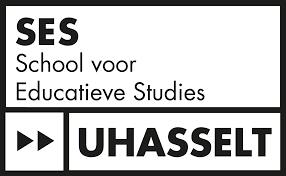 SES
School voor
Educatieve Studies
UHASSELT